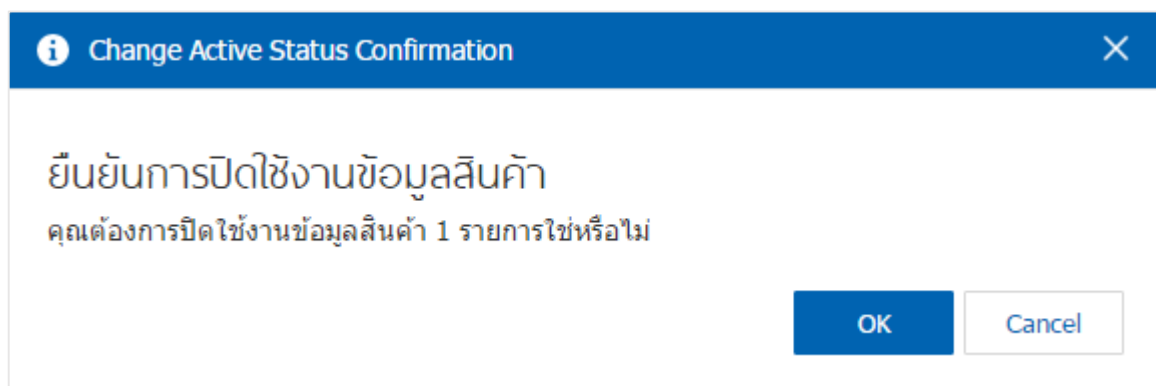 Change Active Status Confirmation
ยืนยันการปิดใช้งานข้อมูลสินค้า
คุณต้องการปิดใช้งานข้อมูลสินค้า 1 รายการใช่หรือไม่
OK Cancel